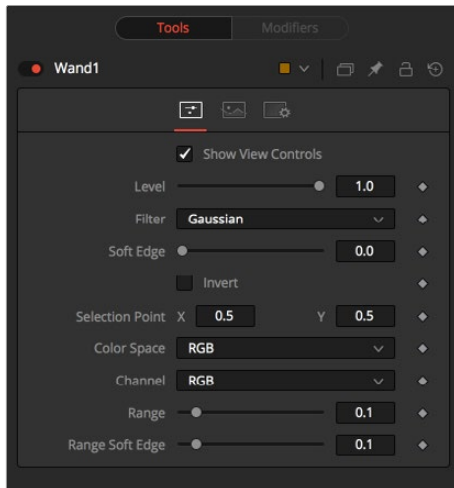 Tools Modifiers
Wand1
Show View Controls
Level 1.0
Filter Gaussian
Soft Edge 0.0
Invert
Selection Point X 0.5 Y 0.5
Color Space RGB
Channel RGB
Range 0.1
Range Soft Edge 0.1